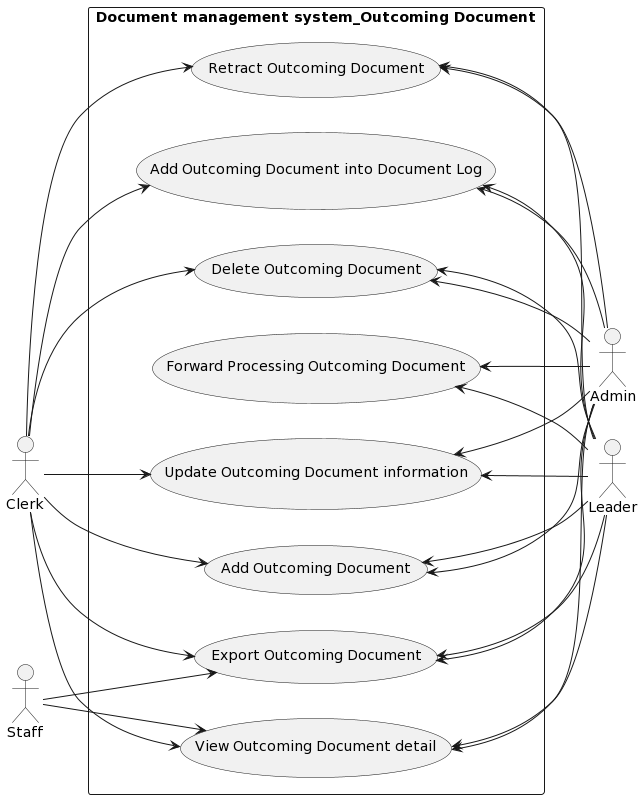 Document management system_Outcoming Document
Retract Outcoming Document
Add Outcoming Document into Document Log
Delete Outcoming Document
Forward Processing Outcoming Document
Admin
Update Outcoming Document information
Clerk
Leader
Add Outcoming Document
Export Outcoming Document
Staff
View Outcoming Document detail